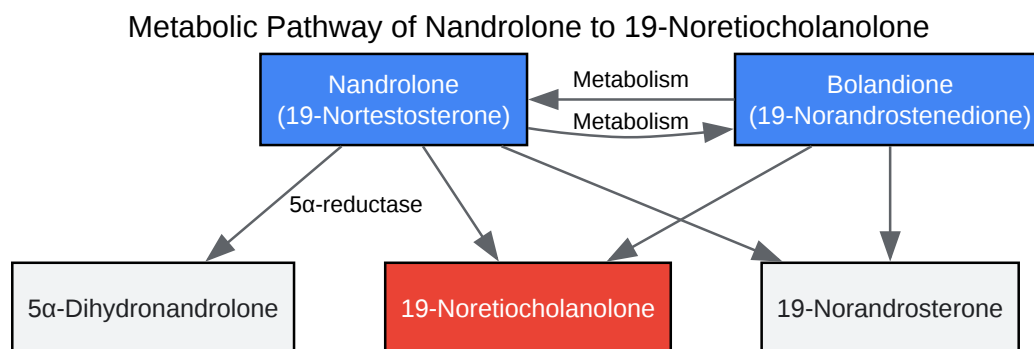 Metabolic Pathway of Nandrolone to 19-Noretiocholanolone
Nandrolone
(19-Nortestosterone)
Metabolism
Metabolism
Bolandione
(19-Norandrostenedione)
5α-reductase
5α-Dihydronandrolone
19-Noretiocholanolone
19-Norandrosterone